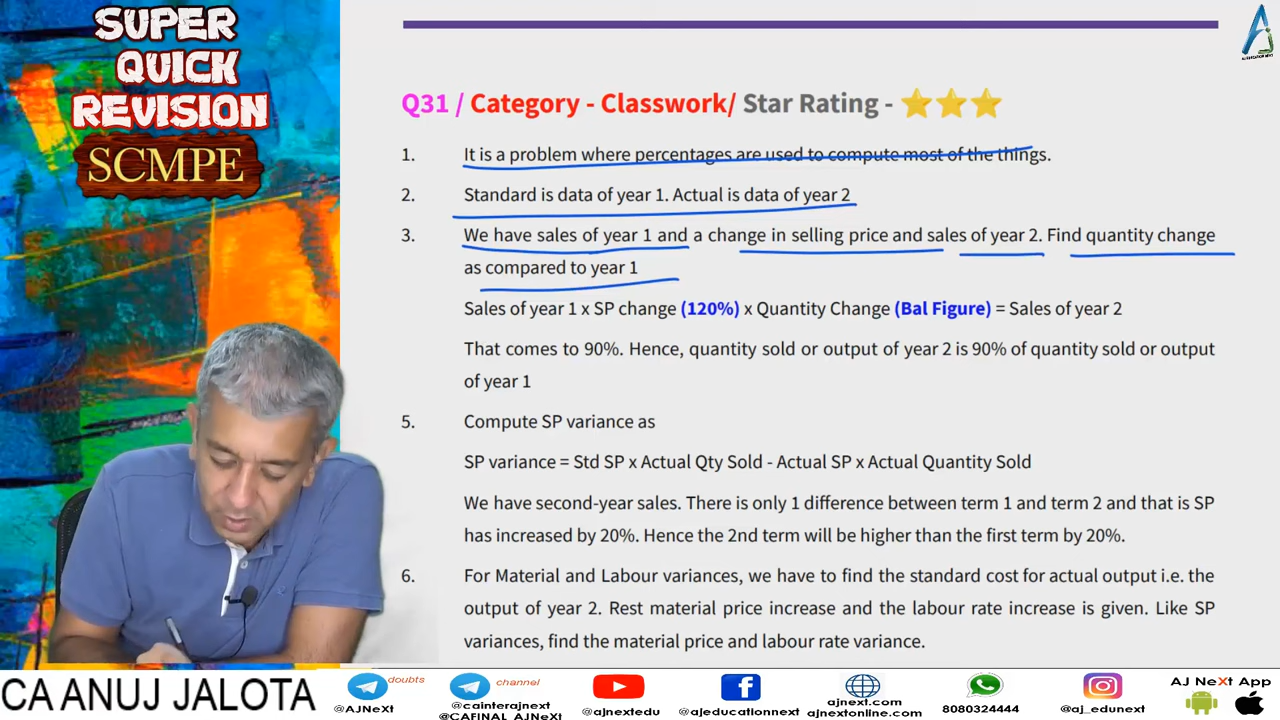 SUPER
QUICK
REVISION
SCMPE
Q31 / Category - Classwork/ Star Rating - ⭐⭐⭐
1. It is a problem where percentages are used to compute most of the things.
2. Standard is data of year 1. Actual is data of year 2
3. We have sales of year 1 and a change in selling price and sales of year 2. Find quantity change
as compared to year 1
Sales of year 1 x SP change (120%) x Quantity Change (Bal Figure) = Sales of year 2
That comes to 90%. Hence, quantity sold or output of year 2 is 90% of quantity sold or output
of year 1
5. Compute SP variance as
SP variance = Std SP x Actual Qty Sold - Actual SP x Actual Quantity Sold
We have second-year sales. There is only 1 difference between term 1 and term 2 and that is SP
has increased by 20%. Hence the 2nd term will be higher than the first term by 20%.
6. For Material and Labour variances, we have to find the standard cost for actual output i.e. the
output of year 2. Rest material price increase and the labour rate increase is given. Like SP
variances, find the material price and labour rate variance.
CA ANUJ JALOTA
doubts
@AJNeXt
channel
@cainterajnext
@CAFINAL_AJNeXt
@ajnextedu
@ajeducationnext
ajnext.com
ajnextonline.com
8080324444
@aj_edunext
AJ NeXt App